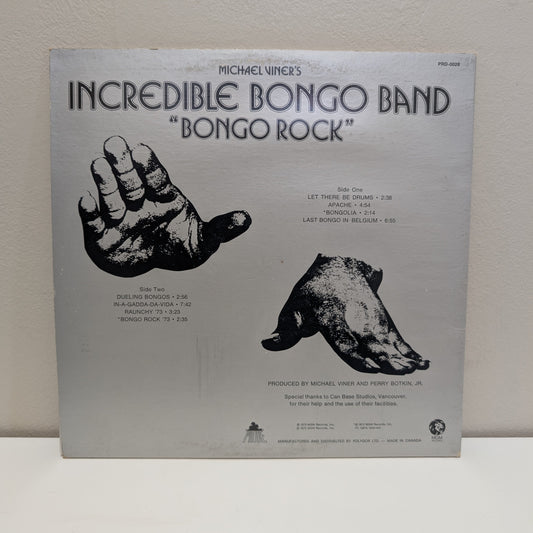 MICHAEL VINER'S
PRD-0028
INCREDIBLE BONGO BAND
"BONGO ROCK"
Side One
LET THERE BE DRUMS • 2:38
APACHE • 4:54
*BONGOLIA • 2:14
LAST BONGO IN BELGIUM • 6:55
Side Two
DUELING BONGOS • 2:56
IN-A-GADDA-DA-VIDA • 7:42
RAUNCHY '73 • 3:23
*BONGO ROCK '73 • 2:35
PRODUCED BY MICHAEL VINER AND PERRY BOTKIN, JR.
Special thanks to Can Base Studios, Vancouver,
for their help and the use of their facilities.
MANUFACTURED AND DISTRIBUTED BY POLYDOR LTD. — MADE IN CANADA
MGM